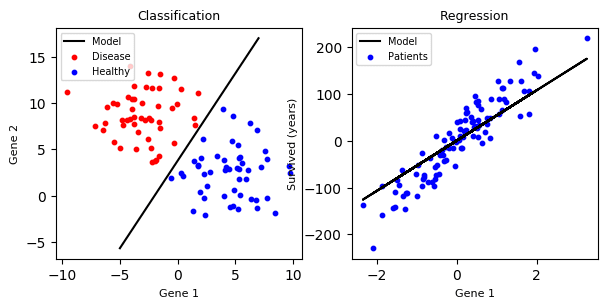 Classification
Model
Disease
Healthy
15
10
5
0
−5
Gene 2
−10
−5
0
5
10
Gene 1
Regression
Model
Patients
200
100
0
−100
−200
Survived (years)
−2
0
2
Gene 1